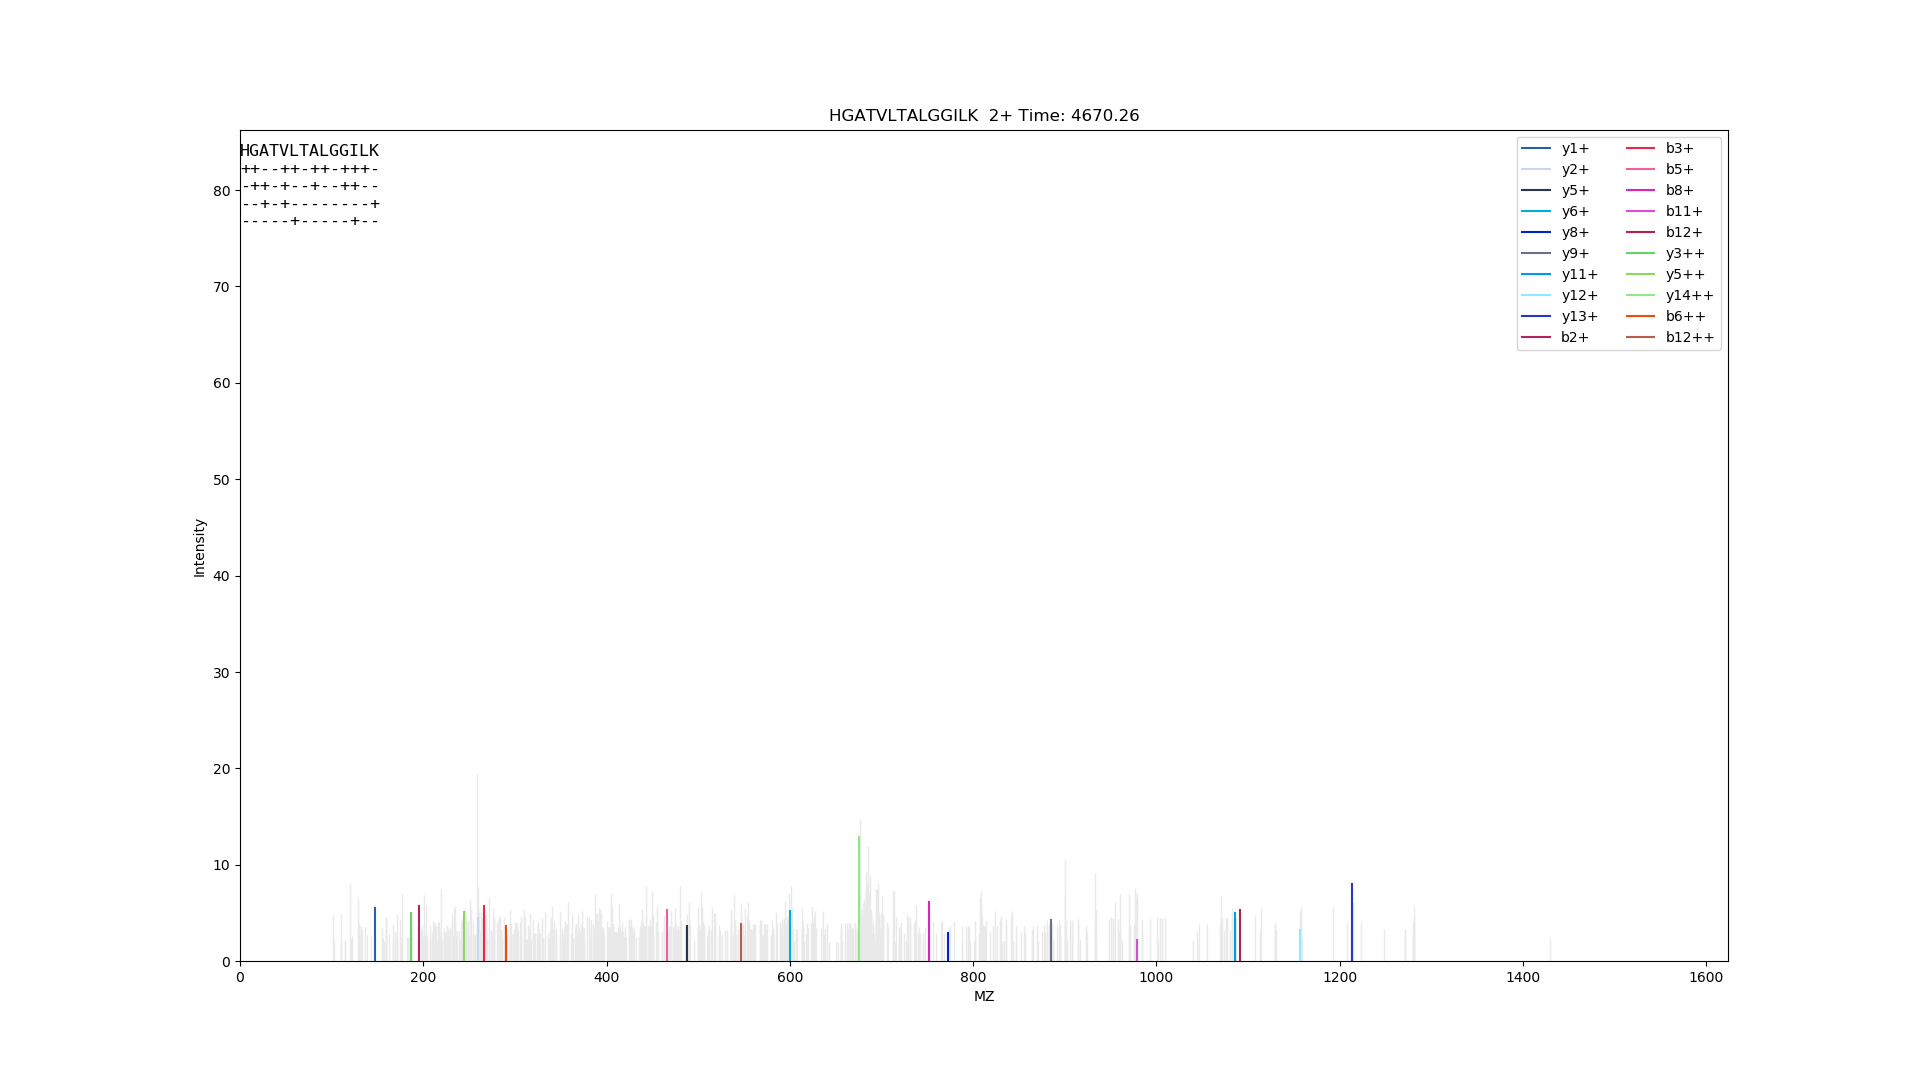 HGATVLTALGGILK  2+ Time: 4670.26
HGATVLTALGGILK
++--++-++-+++-
-++-+--+--++--
--+-+--------+
-----+-----+--
80
70
60
50
40
30
20
10
0
Intensity
0 200 400 600 800 1000 1200 1400 1600
MZ
y1+
y2+
y5+
y6+
y8+
y9+
y11+
y12+
y13+
b2+
b3+
b5+
b8+
b11+
b12+
y3++
y5++
y14++
b6++
b12++